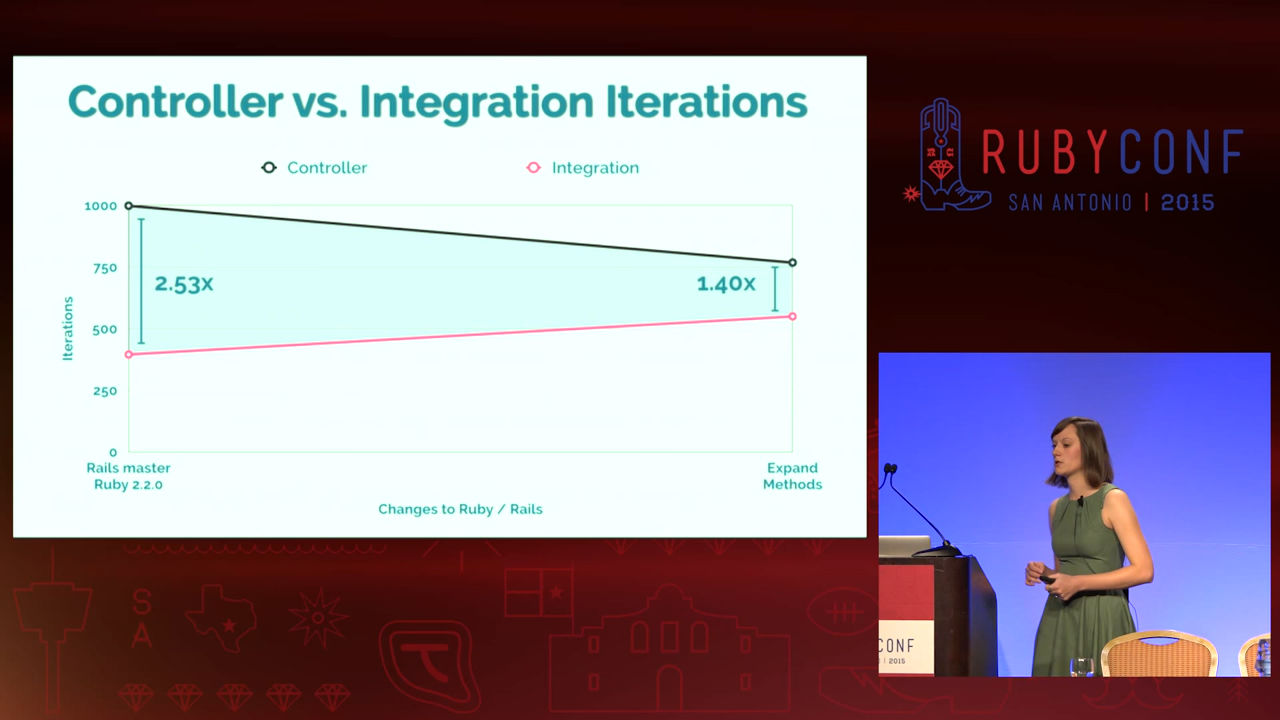 Controller vs. Integration Iterations
Controller
Integration
1000
750
500
250
0
Iterations
2.53x
1.40x
Rails master
Ruby 2.2.0
Expand
Methods
Changes to Ruby / Rails
RUBYCONF
SAN ANTONIO | 2015
S
A
CONF
| 2015